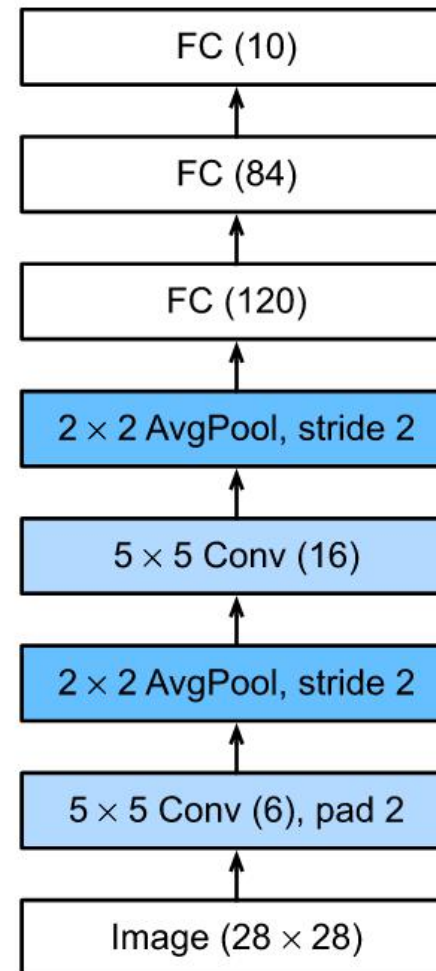 FC (10)
FC (84)
FC (120)
2 × 2 AvgPool, stride 2
5 × 5 Conv (16)
2 × 2 AvgPool, stride 2
5 × 5 Conv (6), pad 2
Image (28 × 28)